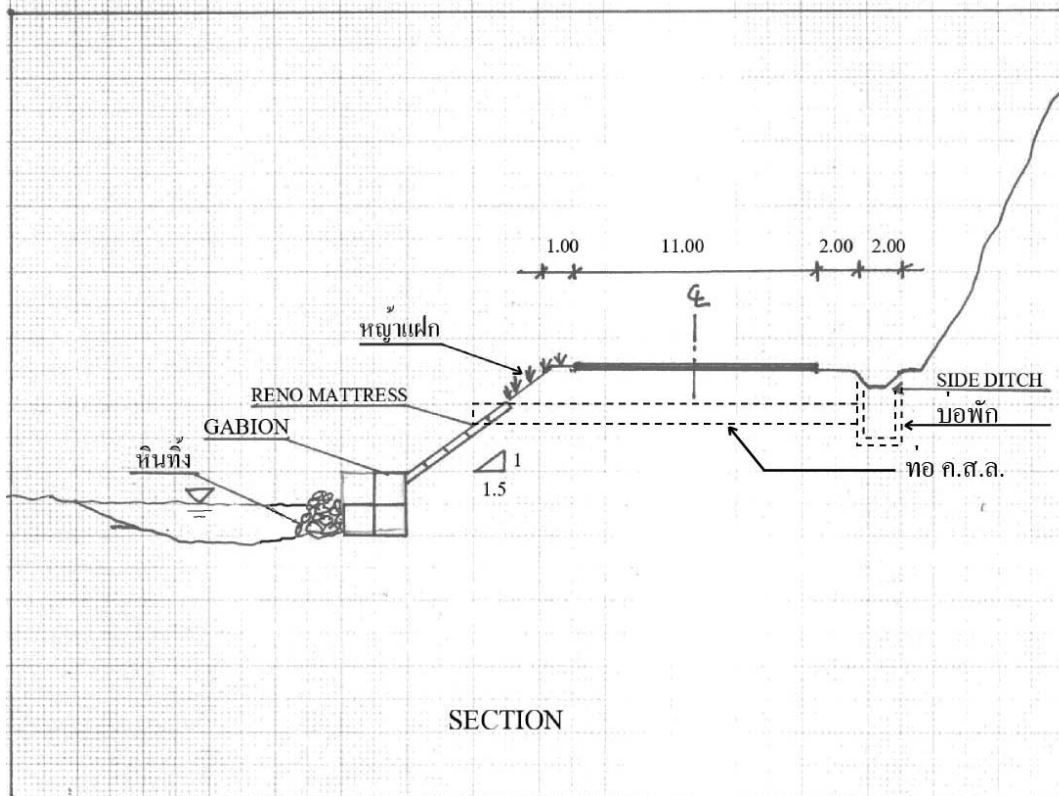 1.00 11.00 2.00 2.00
℄
หญ้าแฝก
RENO MATTRESS
SIDE DITCH
GABION
บ่อพัก
หินทิ้ง
1
1.5
ท่อ ค.ส.ล.
SECTION